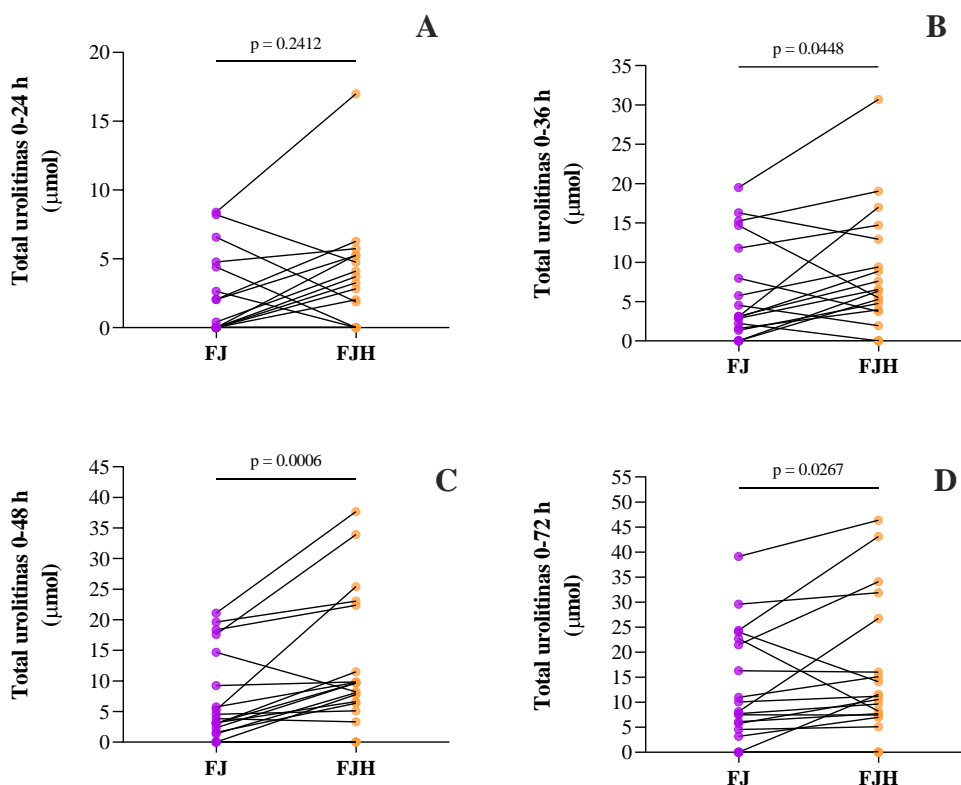 A
p = 0.2412
Total urolitinas 0-24 h
(μmol)
20
15
10
5
0
FJ
FJH
B
p = 0.0448
Total urolitinas 0-36 h
(μmol)
35
30
25
20
15
10
5
0
FJ
FJH
C
p = 0.0006
Total urolitinas 0-48 h
(μmol)
45
40
35
30
25
20
15
10
5
0
FJ
FJH
D
p = 0.0267
Total urolitinas 0-72 h
(μmol)
55
50
45
40
35
30
25
20
15
10
5
0
FJ
FJH